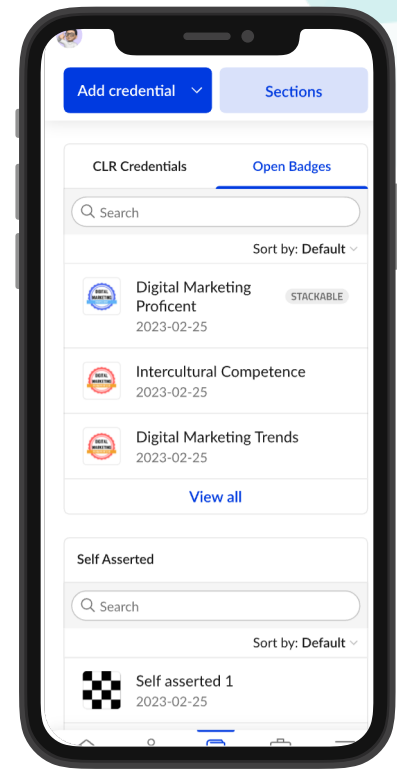 Add credential
Sections
CLR Credentials
Open Badges
Search
Sort by: Default
Digital Marketing
Proficent
STACKABLE
2023-02-25
Intercultural Competence
2023-02-25
Digital Marketing Trends
2023-02-25
View all
Self Asserted
Search
Sort by: Default
Self asserted 1
2023-02-25